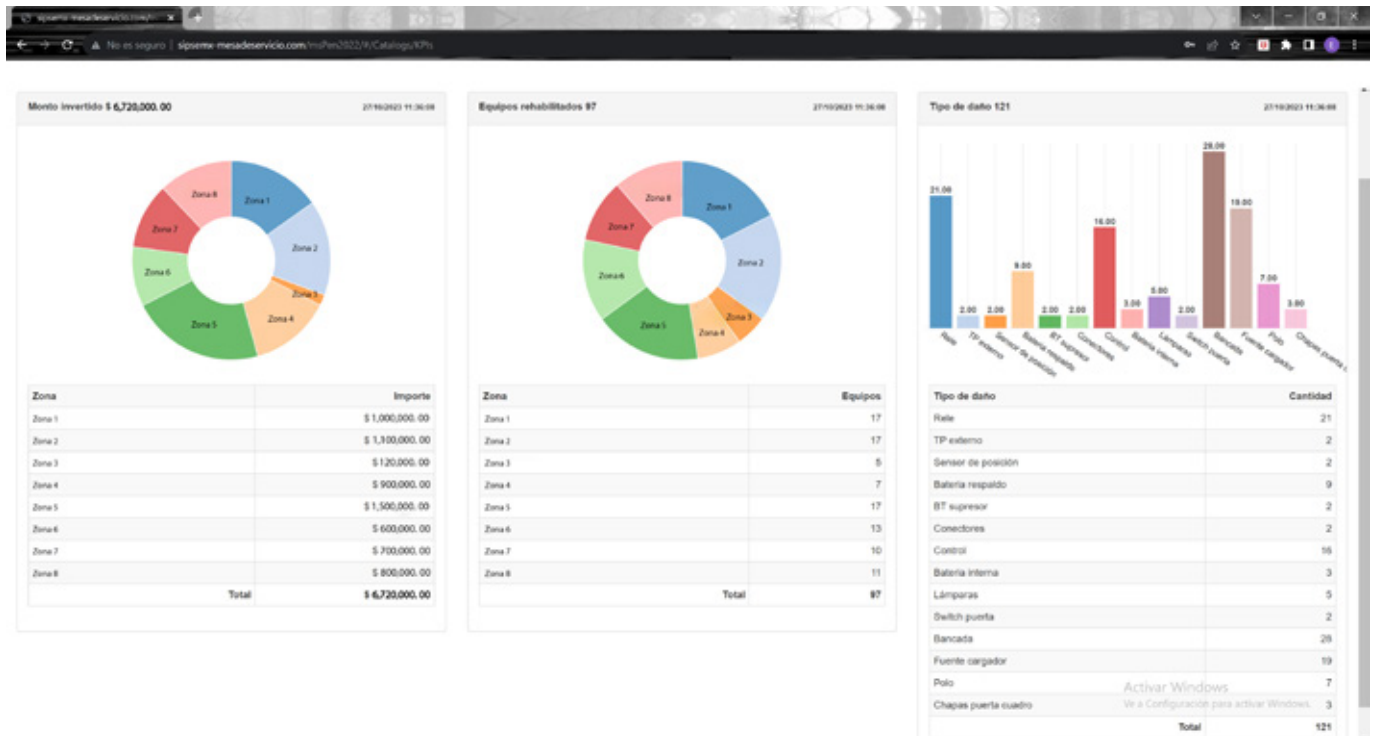 sipsemx-mesadeservicio.com/
No es seguro | sipsemx-mesadeservicio.com/msPem2022/#/Catalogs/KPIs
Monto invertido $ 6,720,000. 00
27/10/2023 11:36:08
Zona 1
Zona 2
Zona 3
Zona 4
Zona 5
Zona 6
Zona 7
Zona 8
Zona Importe
Zona 1 $ 1,000,000. 00
Zona 2 $ 1,100,000. 00
Zona 3 $ 120,000. 00
Zona 4 $ 900,000. 00
Zona 5 $ 1,500,000. 00
Zona 6 $ 600,000. 00
Zona 7 $ 700,000. 00
Zona 8 $ 800,000. 00
Total $ 6,720,000. 00
Equipos rehabilitados 97
27/10/2023 11:36:08
Zona 1
Zona 2
Zona 3
Zona 4
Zona 5
Zona 6
Zona 7
Zona 8
Zona Equipos
Zona 1 17
Zona 2 17
Zona 3 5
Zona 4 7
Zona 5 17
Zona 6 13
Zona 7 10
Zona 8 11
Total 97
Tipo de daño 121
27/10/2023 11:36:08
21.00
2.00
2.00
9.00
2.00
2.00
16.00
3.00
5.00
2.00
28.00
19.00
7.00
3.00
Rele
TP externo
Sensor de posición
Bateria respaldo
BT supresor
Conectores
Control
Bateria interna
Lámparas
Switch puerta
Bancada
Fuente cargador
Polo
Chapas puerta c
Tipo de daño Cantidad
Rele 21
TP externo 2
Sensor de posición 2
Bateria respaldo 9
BT supresor 2
Conectores 2
Control 16
Bateria interna 3
Lámparas 5
Switch puerta 2
Bancada 28
Fuente cargador 19
Polo 7
Chapas puerta cuadro 3
Total 121
Activar Windows
Ve a Configuración para activar Windows.